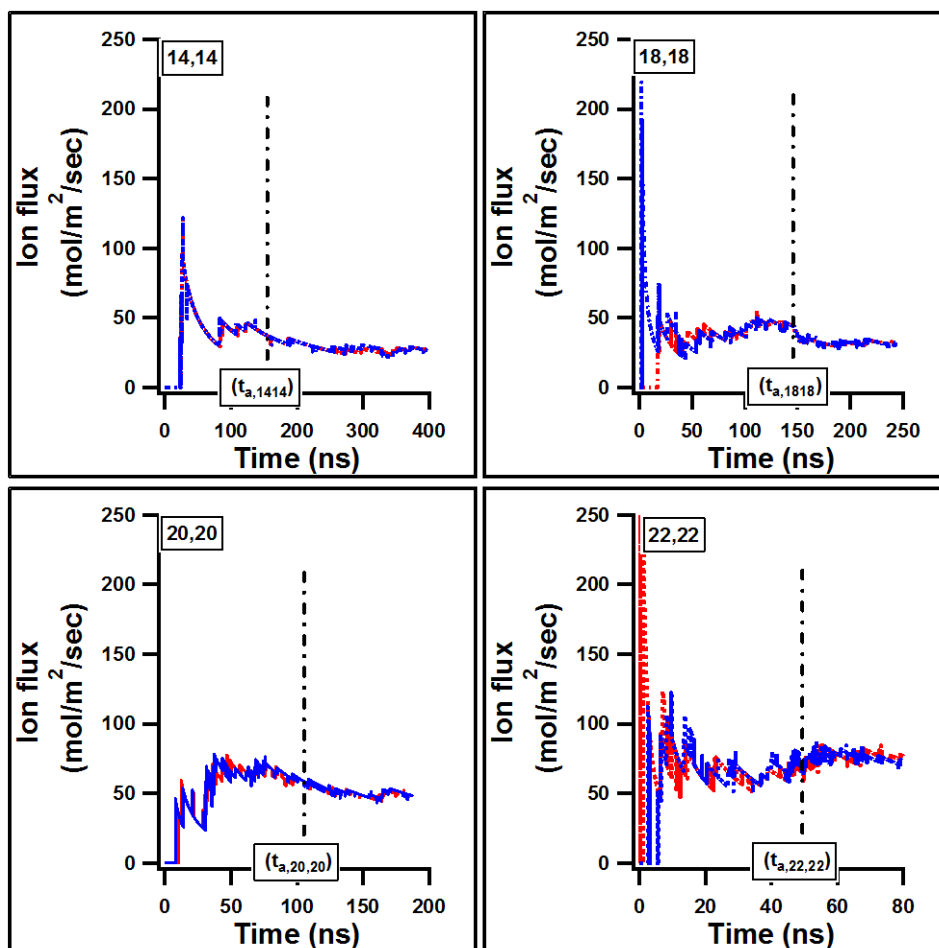 14,14
Ion flux
(mol/m²/sec)
250
200
150
100
50
0
(ta,1414)
0 100 200 300 400
Time (ns)
18,18
Ion flux
(mol/m²/sec)
250
200
150
100
50
0
(ta,1818)
0 50 100 150 200 250
Time (ns)
20,20
Ion flux
(mol/m²/sec)
250
200
150
100
50
0
(ta,20,20)
0 50 100 150 200
Time (ns)
22,22
Ion flux
(mol/m²/sec)
250
200
150
100
50
0
(ta,22,22)
0 20 40 60 80
Time (ns)